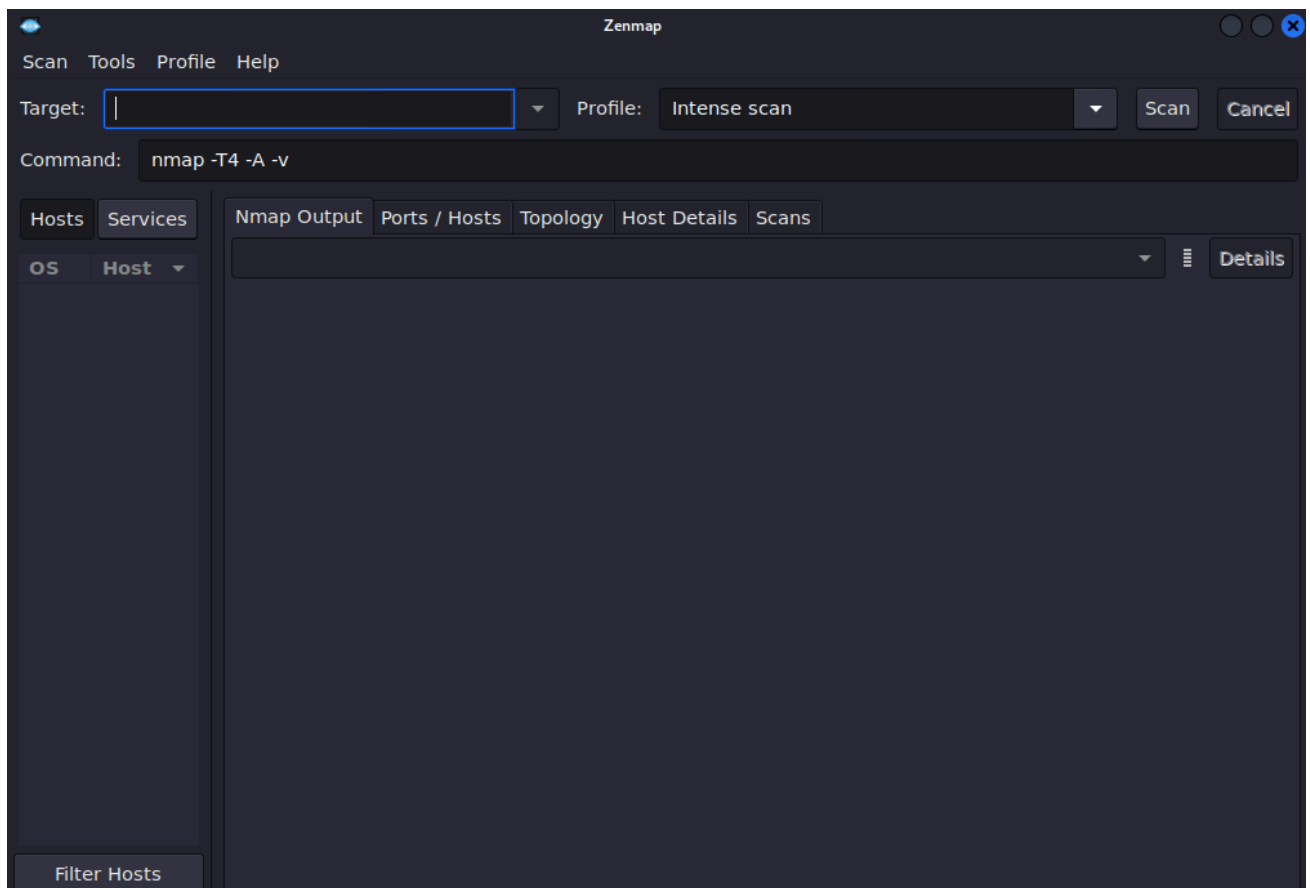 Zenmap
Scan Tools Profile Help
Target: Profile: Intense scan Scan Cancel
Command: nmap -T4 -A -v
Hosts Services Nmap Output Ports / Hosts Topology Host Details Scans
OS Host Details
Filter Hosts